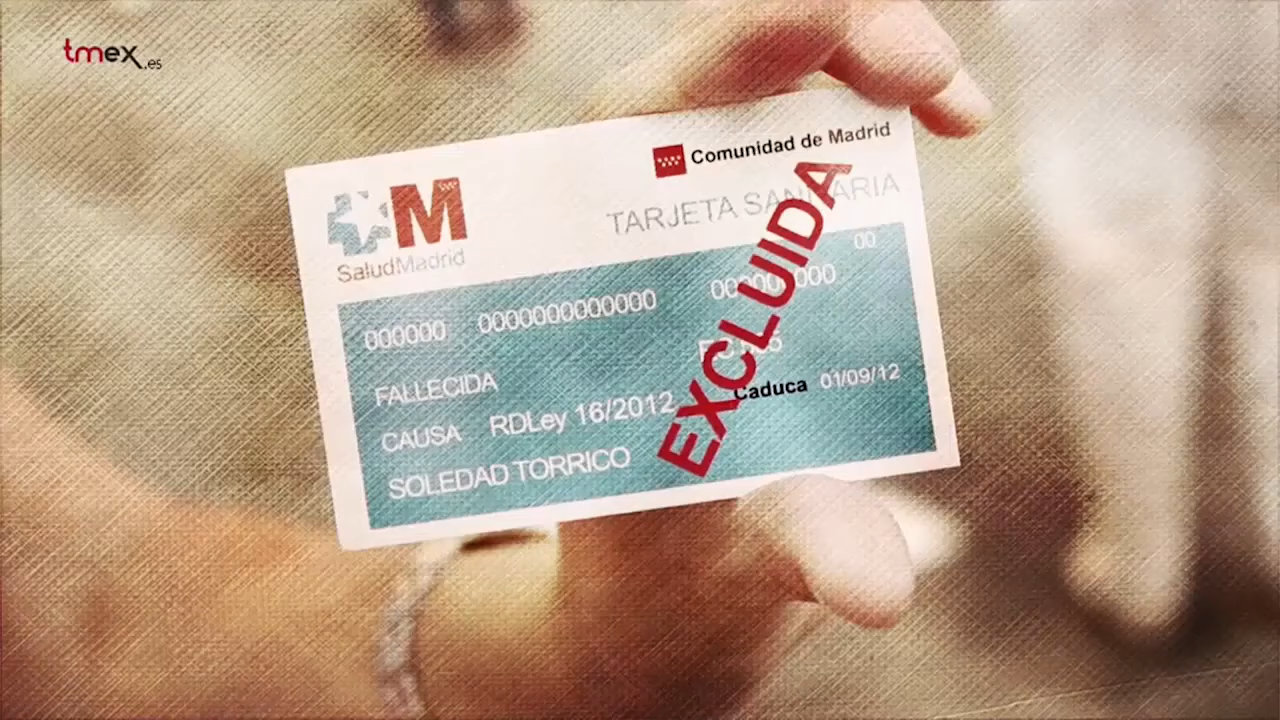 tmex.es
Comunidad de Madrid
M
SaludMadrid
TARJETA SANITARIA
EXCLUIDA
00
000000 0000000000000
FALLECIDA
CAUSA RDLey 16/2012 Caduca 01/09/12
SOLEDAD TORRICO